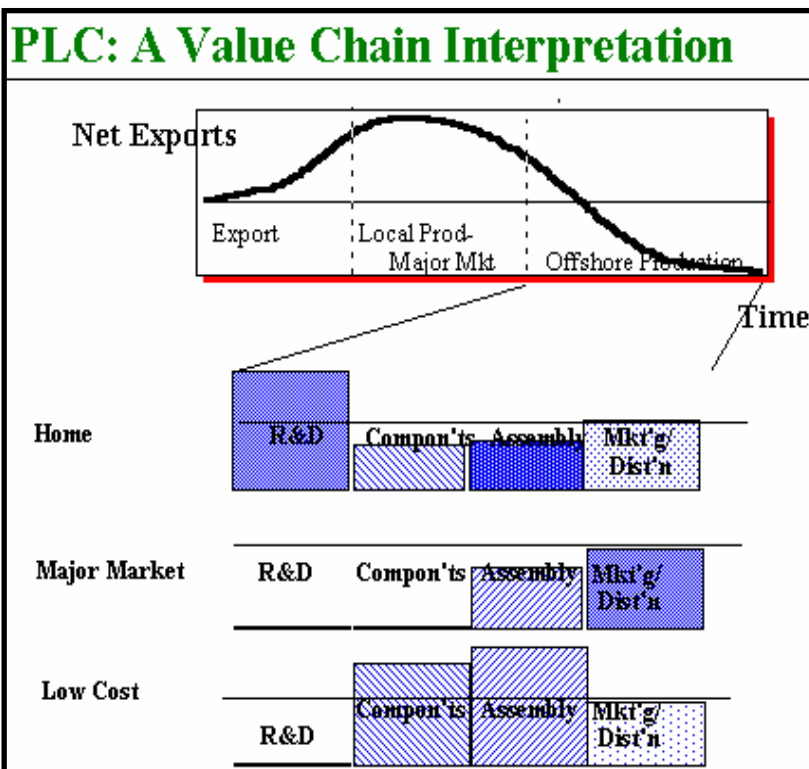 PLC: A Value Chain Interpretation
Net Exports
Export
Local Prod-
Major Mkt
Offshore Production
Time
Home
R&D
Compon'ts
Assembly
Mkt'g/
Dist'n
Major Market
R&D
Compon'ts
Assembly
Mkt'g/
Dist'n
Low Cost
R&D
Compon'ts
Assembly
Mkt'g/
Dist'n